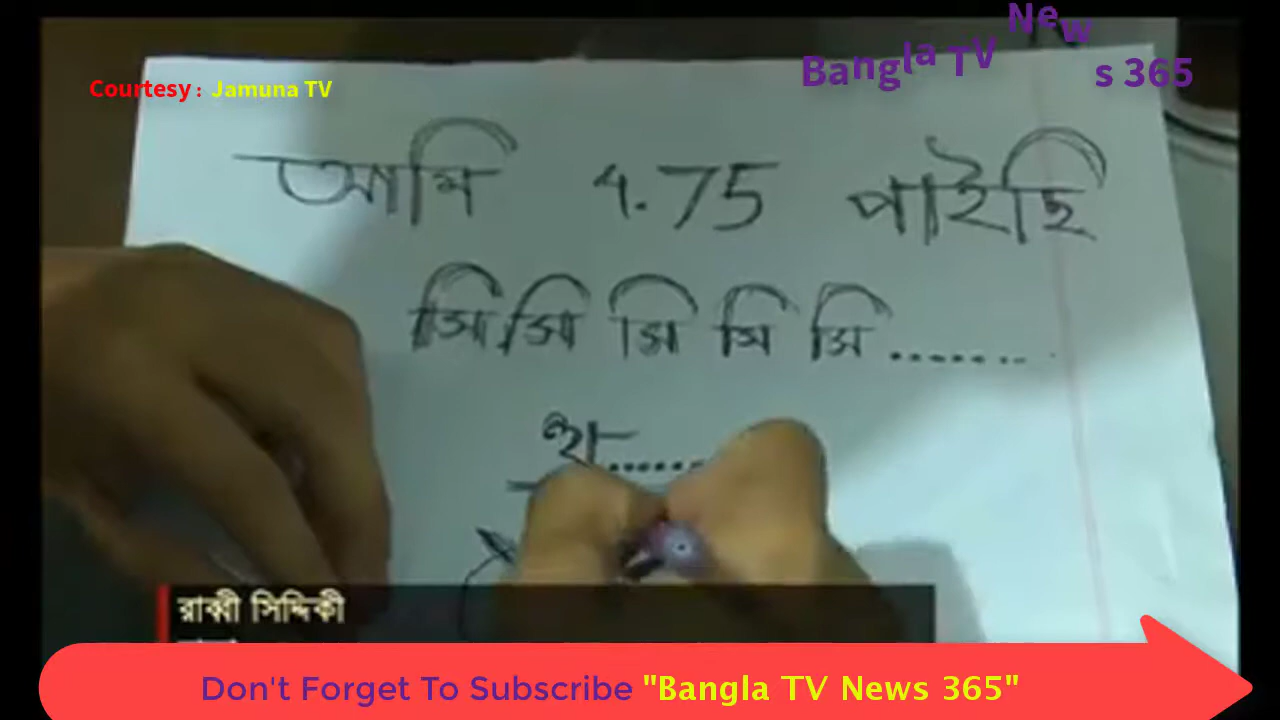 Bangla TV News 365
Courtesy : Jamuna TV
আমি 4.75 পাইছি
সি সি সি সি সি ........
রাব্বী সিদ্দিকী
Don't Forget To Subscribe "Bangla TV News 365"